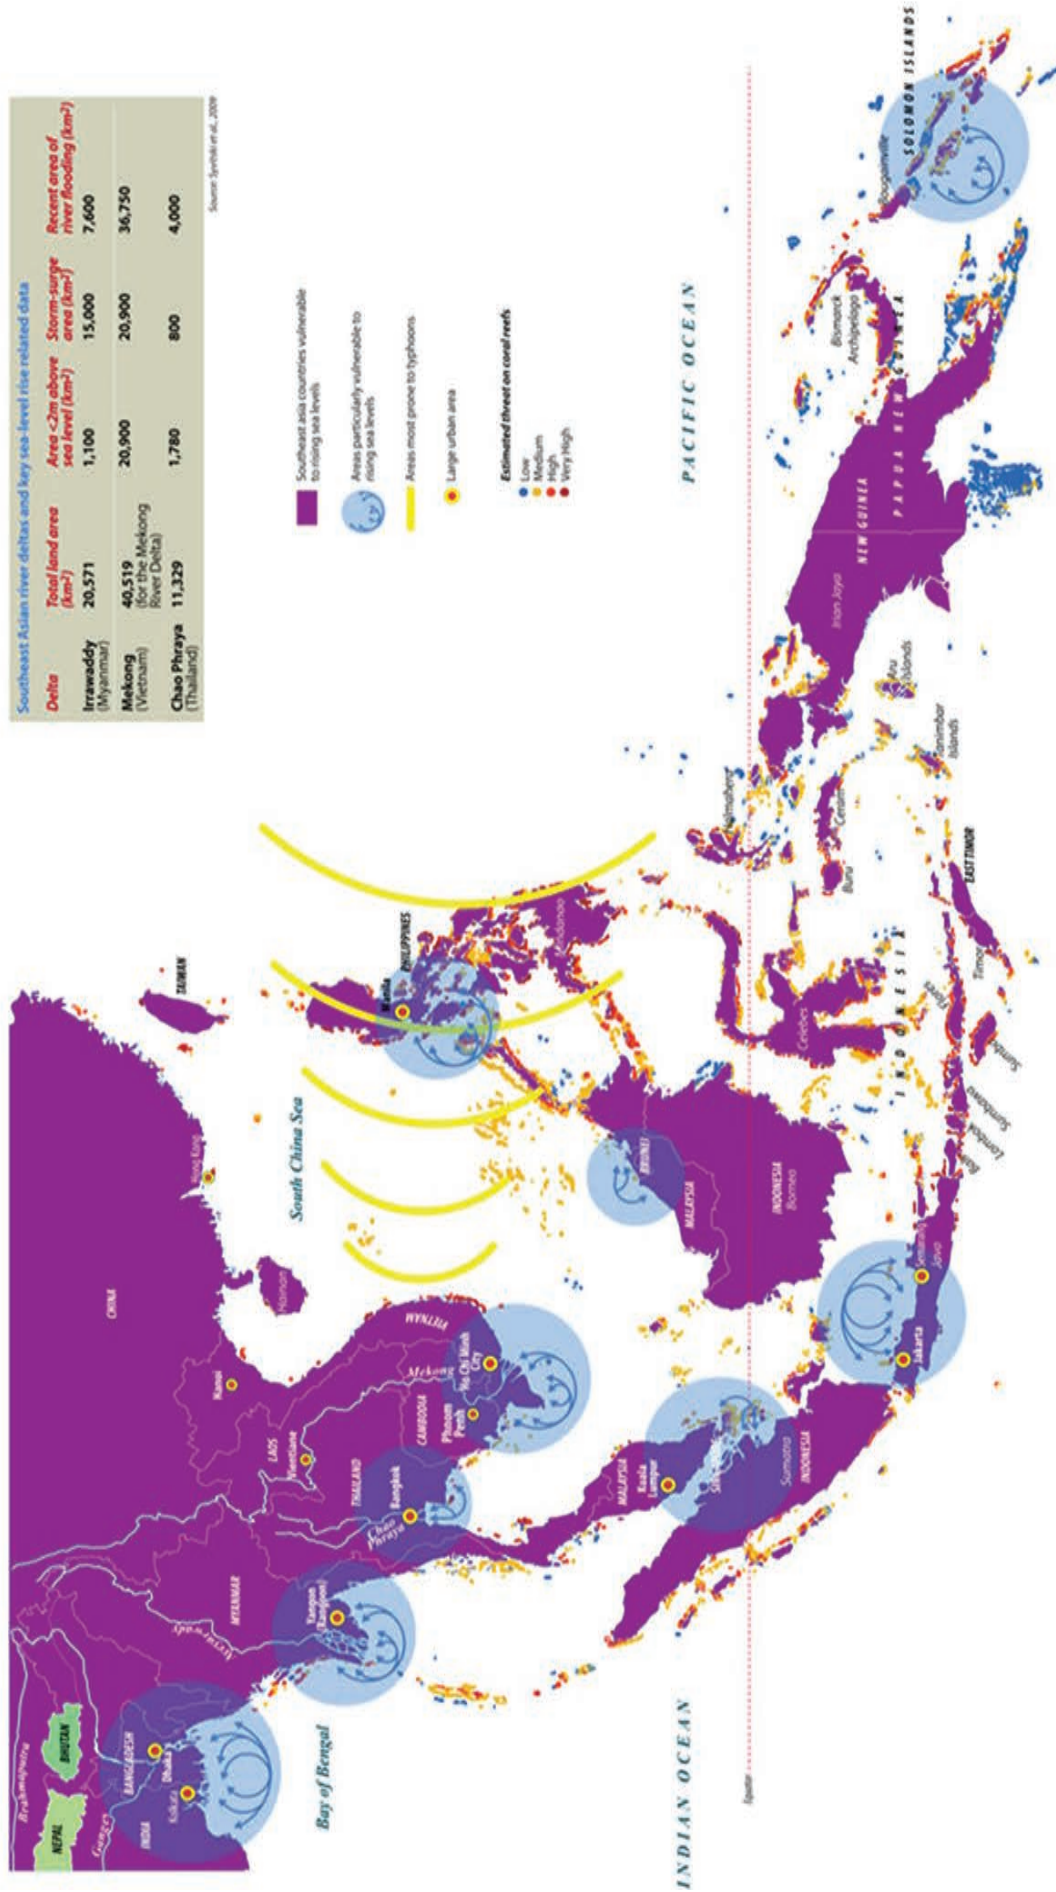 Southeast Asian river deltas and key sea-level rise related data
Delta Total land area (km²) Area <2m above sea level (km²) Storm-surge area (km²) Recent area of river flooding (km²)
Irrawaddy (Myanmar) 20,571 1,100 15,000 7,600
Mekong (Vietnam) 40,519 (for the Mekong River Delta) 20,900 20,900 36,750
Chao Phraya (Thailand) 11,329 1,780 800 4,000
Source: Syvitski et al., 2009
Southeast asia countries vulnerable
to rising sea levels
Areas particularly vulnerable to
rising sea levels
Areas most prone to typhoons
Large urban area
Estimated threat on coral reefs
Low
Medium
High
Very High
Brahmaputra
NEPAL
BHUTAN
Ganges
BANGLADESH
INDIA
Dhaka
Kolkata
CHINA
MYANMAR
Hanoi
Hong Kong
TAIWAN
LAOS
Vientiane
Hainan
Yangon
(Rangoon)
THAILAND
Bangkok
Chao
Phraya
CAMBODIA
Phnom
Penh
Mekong
VIETNAM
Ho Chi Minh
City
Bay of Bengal
South China Sea
Manila
PHILIPPINES
PACIFIC OCEAN
INDIAN OCEAN
MALAYSIA
Kuala
Lumpur
BRUNEI
MALAYSIA
INDONESIA
Borneo
Equator
Sumatra
INDONESIA
Celebes
Halmahera
Buru
Ceram
Irian Jaya
NEW GUINEA
PAPUA NEW GUINEA
Bismarck
Archipelago
Bougainville
SOLOMON ISLANDS
Jakarta
Semarang
Java
Lombok
Sumbawa
Flores
Timor
EAST TIMOR
INDONESIA
Tanimbar
Islands
Aru
Islands